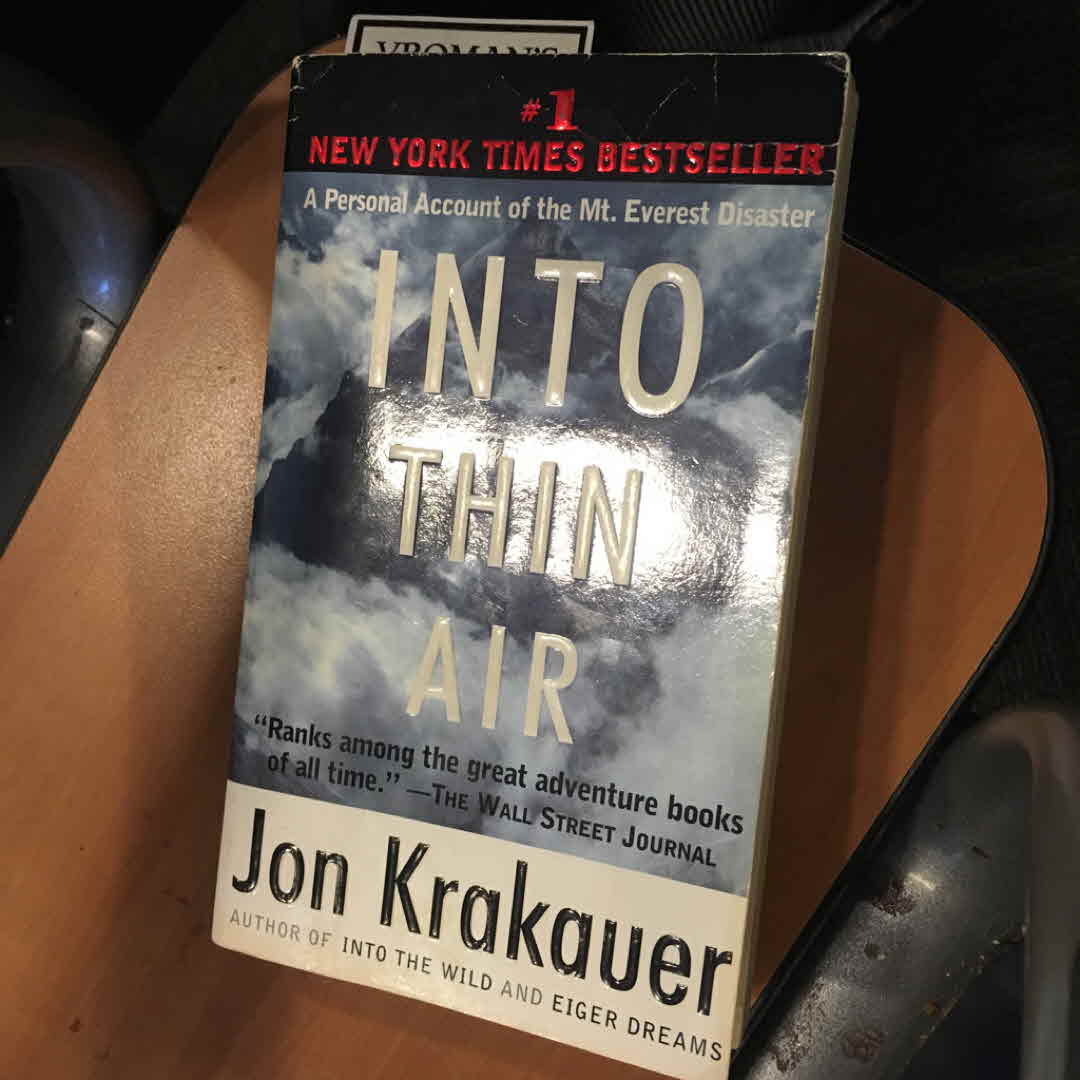 VROMAN'S
#1
NEW YORK TIMES BESTSELLER
A Personal Account of the Mt. Everest Disaster
INTO
THIN
AIR
“Ranks among the great adventure books
of all time.” —THE WALL STREET JOURNAL
Jon Krakauer
AUTHOR OF INTO THE WILD AND EIGER DREAMS